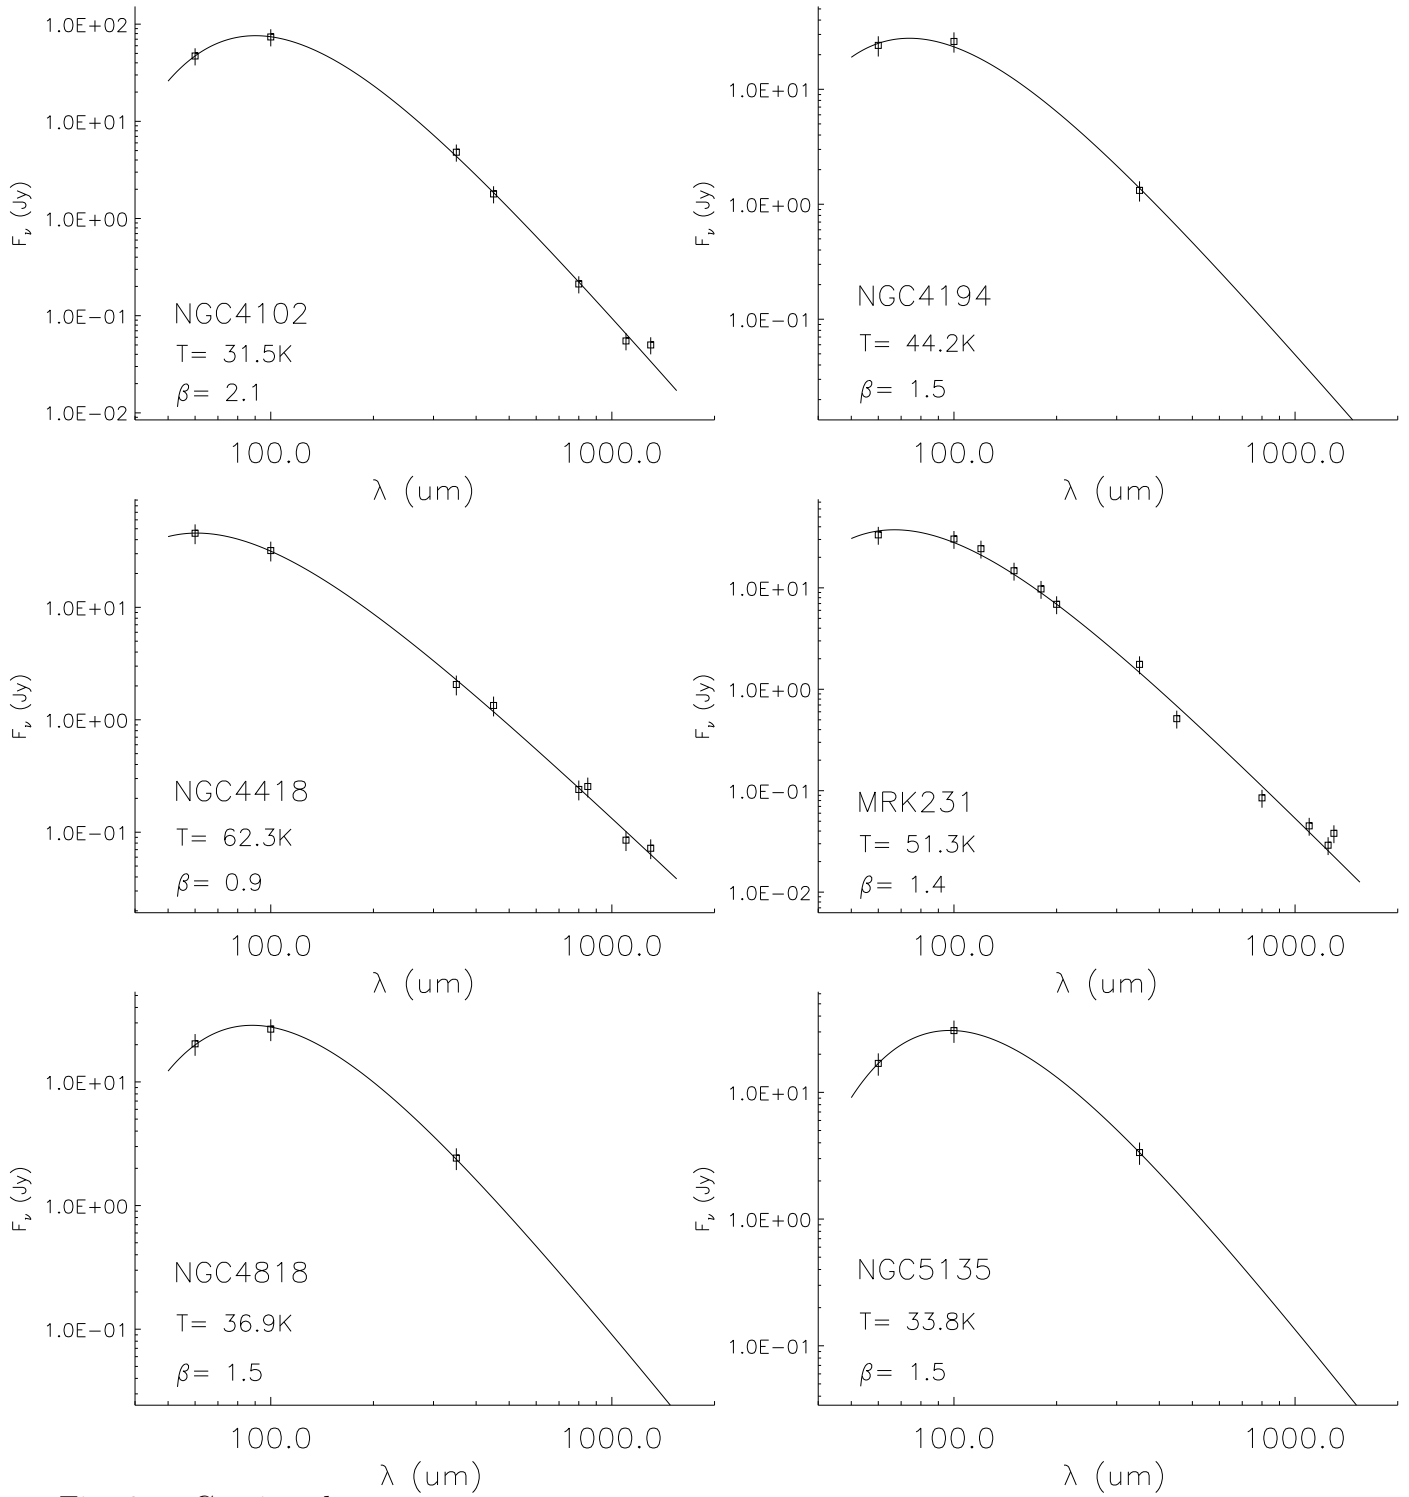 1.0E+02
1.0E+01
1.0E+00
1.0E−01
1.0E−02
Fν (Jy)
NGC4102
T= 31.5K
β= 2.1
100.0 1000.0
λ (um)
1.0E+01
1.0E+00
1.0E−01
Fν (Jy)
NGC4194
T= 44.2K
β= 1.5
100.0 1000.0
λ (um)
1.0E+01
1.0E+00
1.0E−01
Fν (Jy)
NGC4418
T= 62.3K
β= 0.9
100.0 1000.0
λ (um)
1.0E+01
1.0E+00
1.0E−01
1.0E−02
Fν (Jy)
MRK231
T= 51.3K
β= 1.4
100.0 1000.0
λ (um)
1.0E+01
1.0E+00
1.0E−01
Fν (Jy)
NGC4818
T= 36.9K
β= 1.5
100.0 1000.0
λ (um)
1.0E+01
1.0E+00
1.0E−01
Fν (Jy)
NGC5135
T= 33.8K
β= 1.5
100.0 1000.0
λ (um)